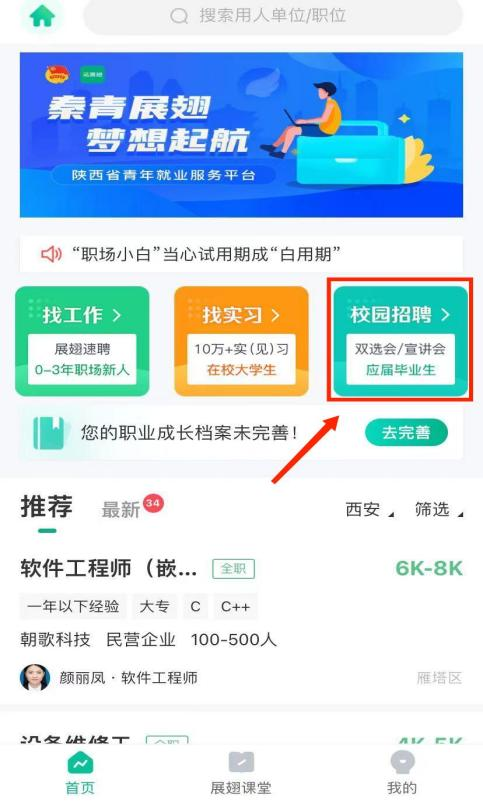 搜索用人单位/职位
秦青展翅
梦想起航
陕西省青年就业服务平台
“职场小白”当心试用期成“白用期”
找工作 >
展翅速聘
0-3年职场新人
找实习 >
10万+实(见)习
在校大学生
校园招聘 >
双选会/宣讲会
应届毕业生
您的职业成长档案未完善!
去完善
推荐 最新 34 西安 筛选
软件工程师（嵌... 全职 6K-8K
一年以下经验 大专 C C++
朝歌科技 民营企业 100-500人
颜丽凤·软件工程师 雁塔区
设备维修工 全职 4K-5K
首页 展翅课堂 我的